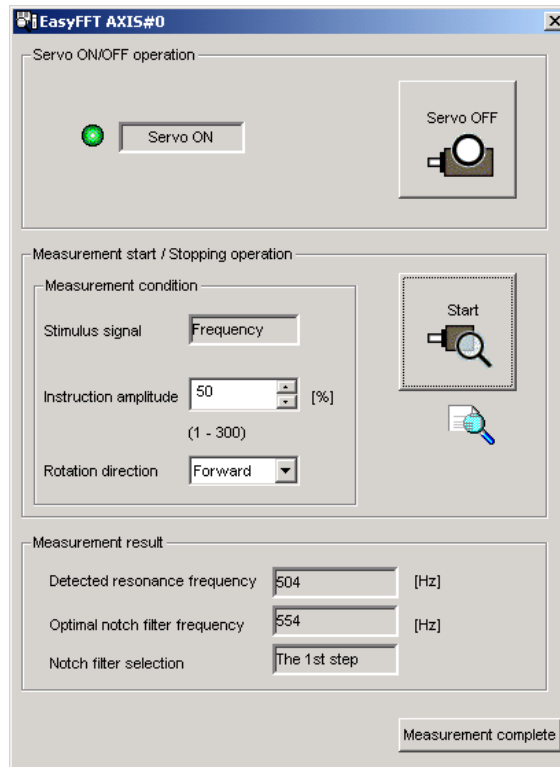 EasyFFT AXIS#0
Servo ON/OFF operation
Servo ON
Servo OFF
Measurement start / Stopping operation
Measurement condition
Stimulus signal Frequency
Start
Instruction amplitude 50 [%]
(1 - 300)
Rotation direction Forward
Measurement result
Detected resonance frequency 504 [Hz]
Optimal notch filter frequency 554 [Hz]
Notch filter selection The 1st step
Measurement complete